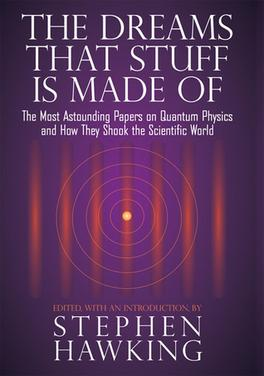 THE DREAMS
THAT STUFF
IS MADE OF
The Most Astounding Papers on Quantum Physics
and How They Shook the Scientific World
EDITED, WITH AN INTRODUCTION, BY
STEPHEN
HAWKING